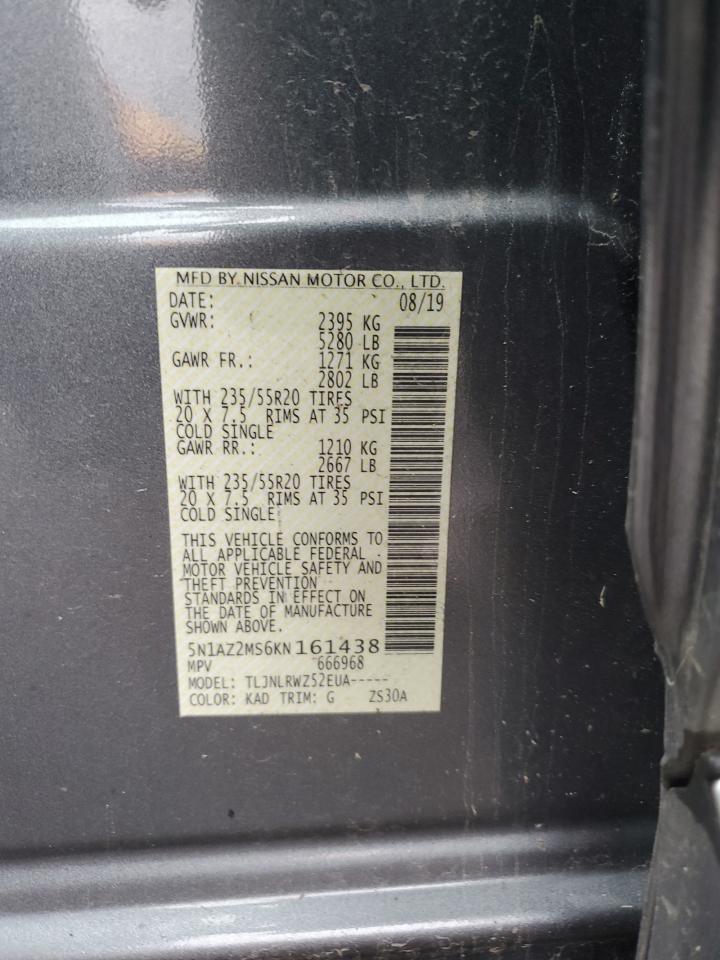 MFD BY NISSAN MOTOR CO., LTD.
DATE: 08/19
GVWR: 2395 KG
5280 LB
GAWR FR.: 1271 KG
2802 LB
WITH 235/55R20 TIRES
20 X 7.5 RIMS AT 35 PSI
COLD SINGLE
GAWR RR.: 1210 KG
2667 LB
WITH 235/55R20 TIRES
20 X 7.5 RIMS AT 35 PSI
COLD SINGLE
THIS VEHICLE CONFORMS TO
ALL APPLICABLE FEDERAL
MOTOR VEHICLE SAFETY AND
THEFT PREVENTION
STANDARDS IN EFFECT ON
THE DATE OF MANUFACTURE
SHOWN ABOVE.
5N1AZ2MS6KN161438
MPV 666968
MODEL: TLJNLRWZ52EUA-----
COLOR: KAD TRIM: G ZS30A